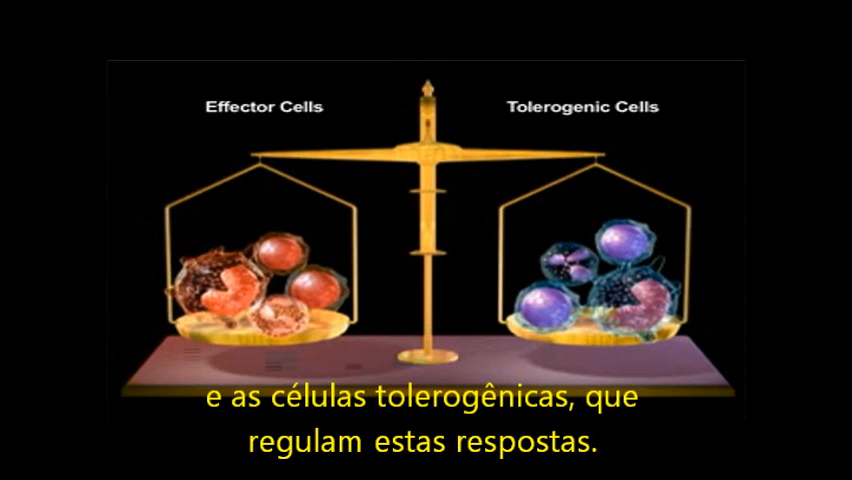 Effector Cells
Tolerogenic Cells
e as células tolerogênicas, que
regulam estas respostas.